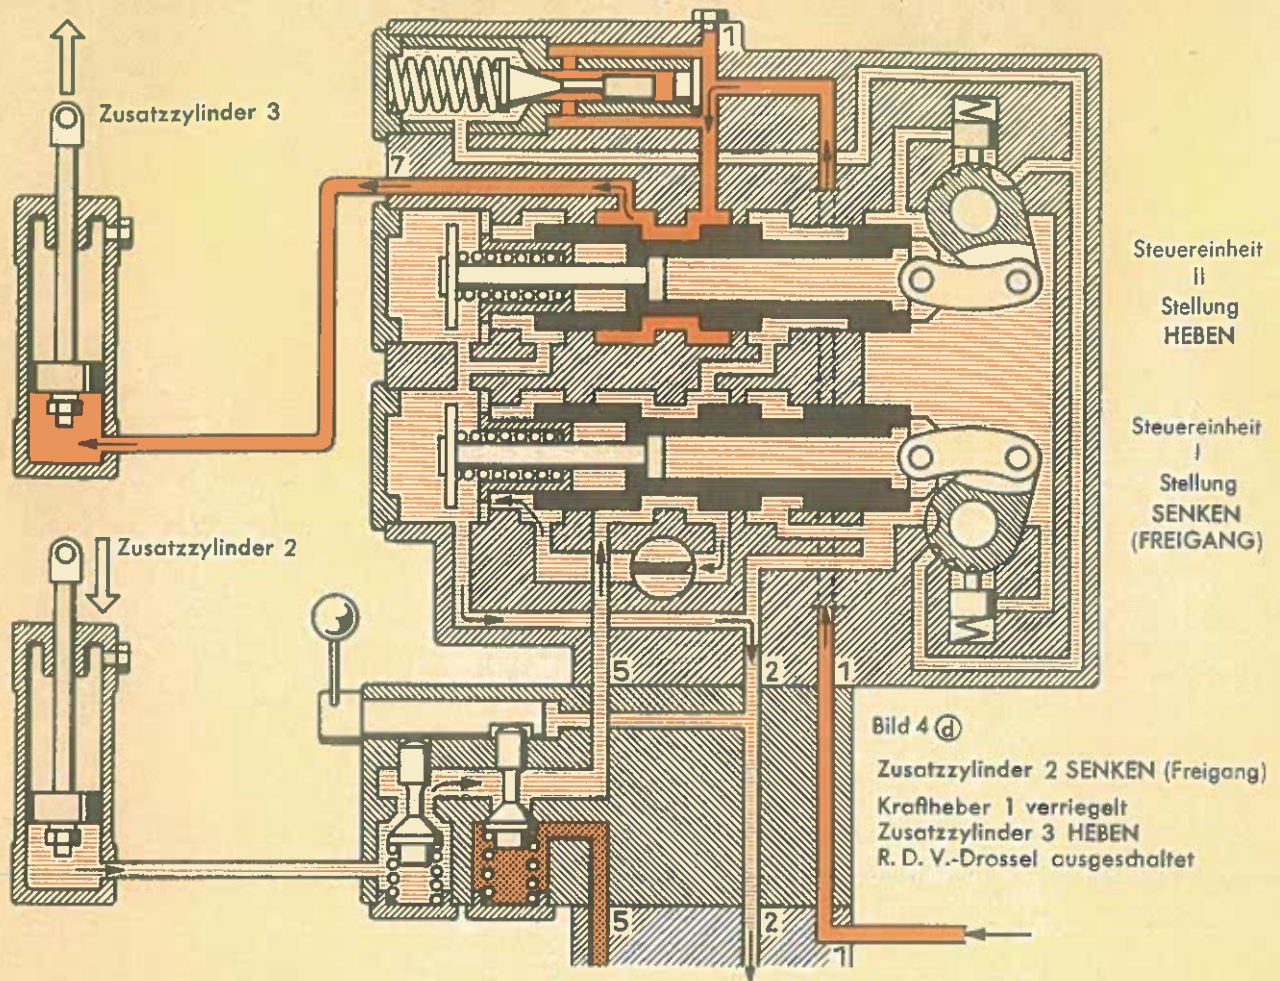 1
Zusatzzylinder 3
7
Steuereinheit
II
Stellung
HEBEN
Steuereinheit
I
Stellung
SENKEN
(FREIGANG)
Zusatzzylinder 2
5
2
1
Bild 4 d
Zusatzzylinder 2 SENKEN (Freigang)
Kraftheber 1 verriegelt
Zusatzzylinder 3 HEBEN
R. D. V.-Drossel ausgeschaltet
5
2
1